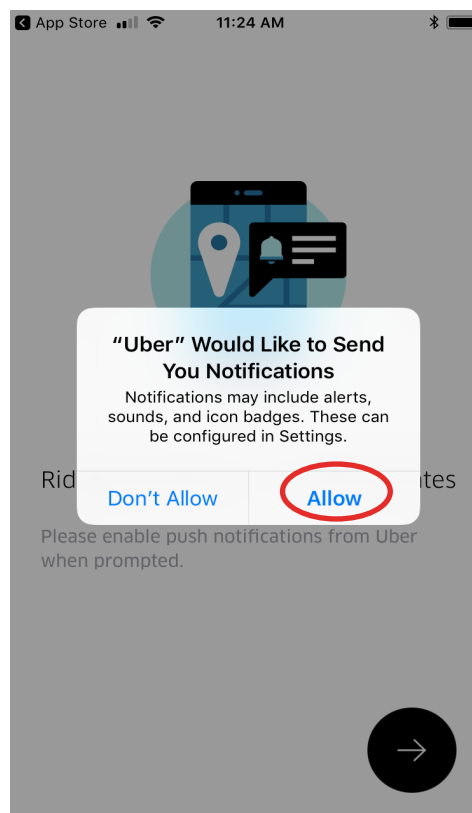 App Store 11:24 AM
“Uber” Would Like to Send
You Notifications
Notifications may include alerts,
sounds, and icon badges. These can
be configured in Settings.
Don’t Allow Allow
Please enable push notifications from Uber
when prompted.